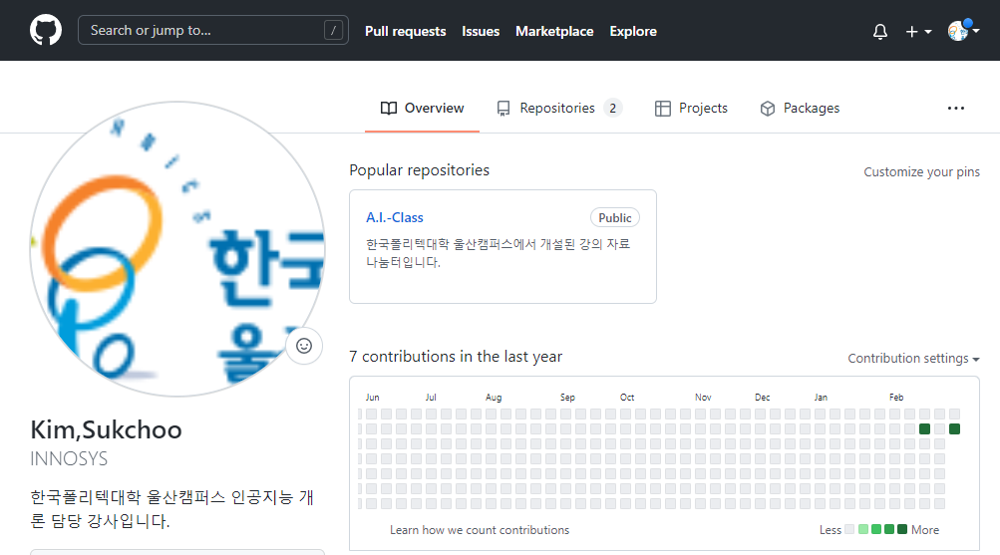 Search or jump to...
/
Pull requests
Issues
Marketplace
Explore
Overview
Repositories 2
Projects
Packages
한국
울
Kim,Sukchoo
INNOSYS
한국폴리텍대학 울산캠퍼스 인공지능 개
론 담당 강사입니다.
Popular repositories
Customize your pins
A.I.-Class
Public
한국폴리텍대학 울산캠퍼스에서 개설된 강의 자료
나눔터입니다.
7 contributions in the last year
Contribution settings
Jun Jul Aug Sep Oct Nov Dec Jan Feb
Learn how we count contributions
Less
More